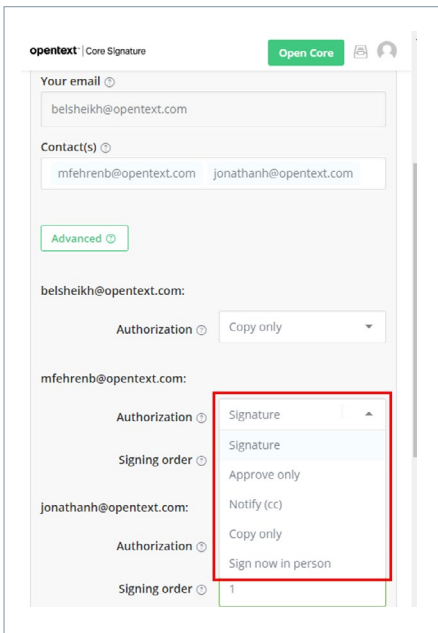 opentext™ | Core Signature Open Core
Your email
belsheikh@opentext.com
Contact(s)
mfehrenb@opentext.com jonathanh@opentext.com
Advanced
belsheikh@opentext.com:
Authorization Copy only
mfehrenb@opentext.com:
Authorization Signature
Signature
Signing order
Approve only
jonathanh@opentext.com:
Notify (cc)
Copy only
Authorization
Sign now in person
Signing order 1